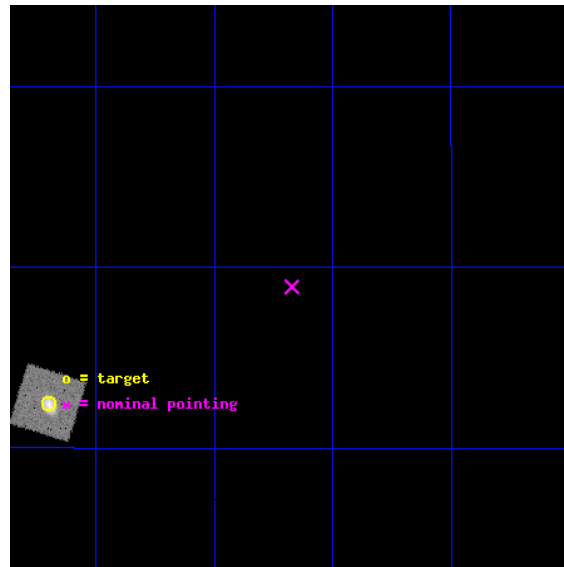 o = target
x = nominal pointing